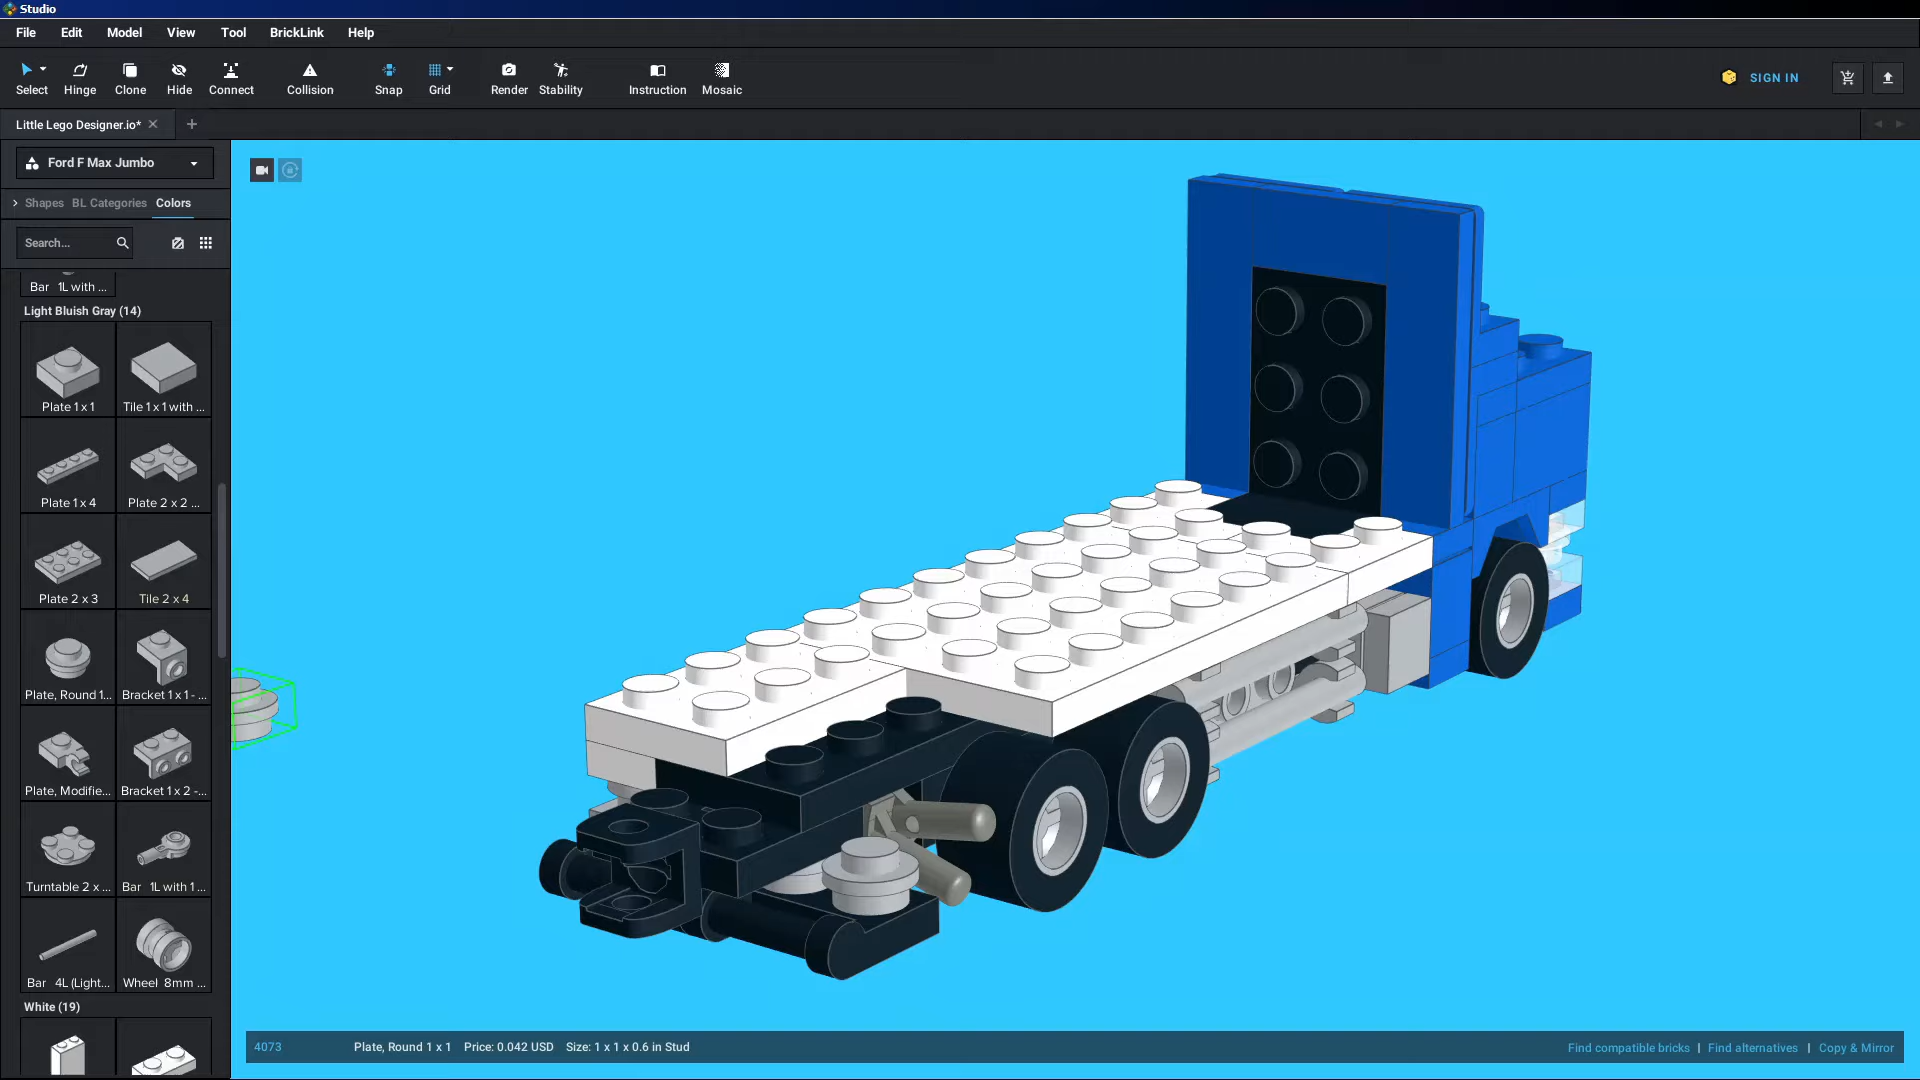 Studio
File Edit Model View Tool BrickLink Help
Select Hinge Clone Hide Connect Collision Snap Grid Render Stability Instruction Mosaic SIGN IN
Little Lego Designer.io*
Ford F Max Jumbo
Shapes BL Categories Colors
Search...
Bar 1L with ...
Light Bluish Gray (14)
Plate 1 x 1 Tile 1 x 1 with ...
Plate 1 x 4 Plate 2 x 2 ...
Plate 2 x 3 Tile 2 x 4
Plate, Round 1... Bracket 1 x 1 - ...
Plate, Modifie... Bracket 1 x 2 -...
Turntable 2 x ... Bar 1L with 1 ...
Bar 4L (Light... Wheel 8mm ...
White (19)
4073 Plate, Round 1 x 1 Price: 0.042 USD Size: 1 x 1 x 0.6 in Stud Find compatible bricks | Find alternatives | Copy & Mirror